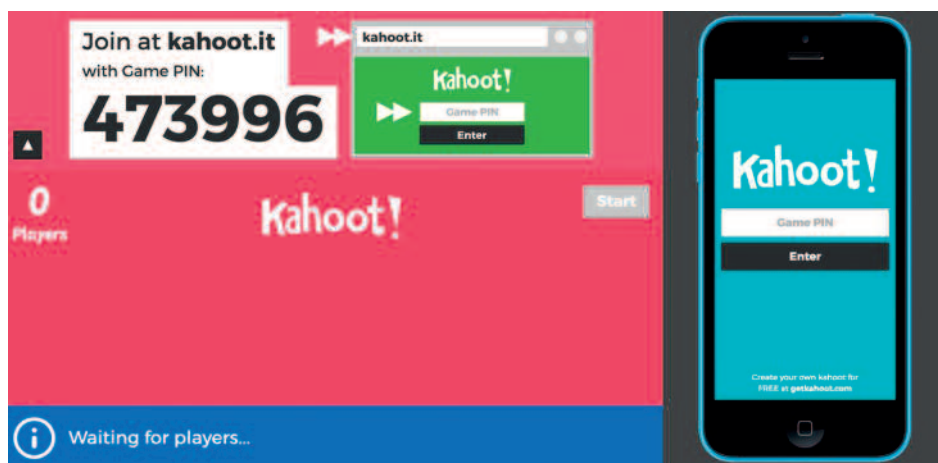 Join at kahoot.it
with Game PIN:
473996
kahoot.it
Kahoot!
Game PIN
Enter
0
Players
Kahoot!
Start
Waiting for players...
Kahoot!
Game PIN
Enter
Create your own kahoot for
FREE at getkahoot.com